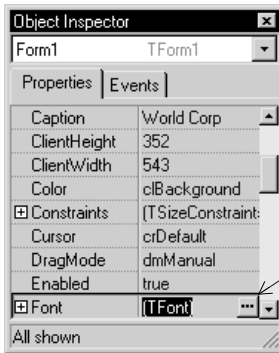 Object Inspector
Form1 TForm1
Properties Events
Caption World Corp
ClientHeight 352
ClientWidth 543
Color clBackground
Constraints (TSizeConstraint:
Cursor crDefault
DragMode dmManual
Enabled true
Font (TFont)
All shown